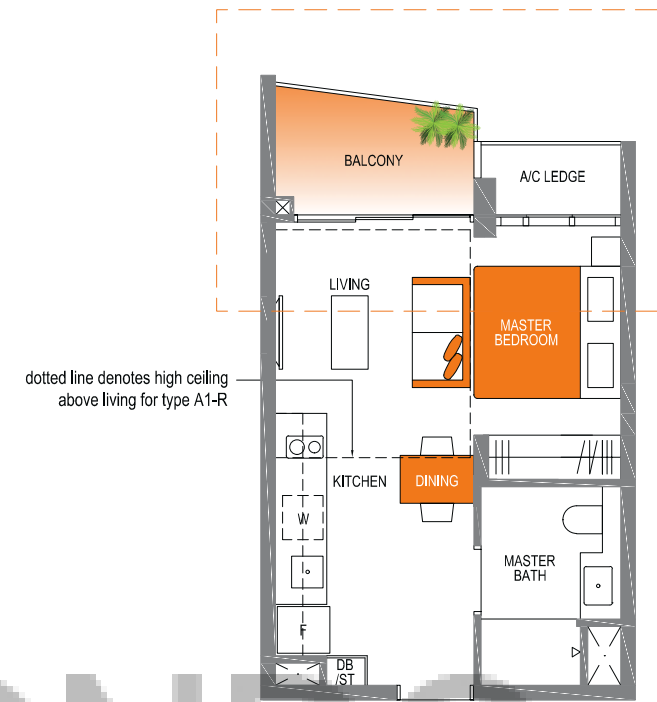 BALCONY
A/C LEDGE
LIVING
MASTER
BEDROOM
dotted line denotes high ceiling
above living for type A1-R
KITCHEN
DINING
W
MASTER
BATH
F
DB
/ST